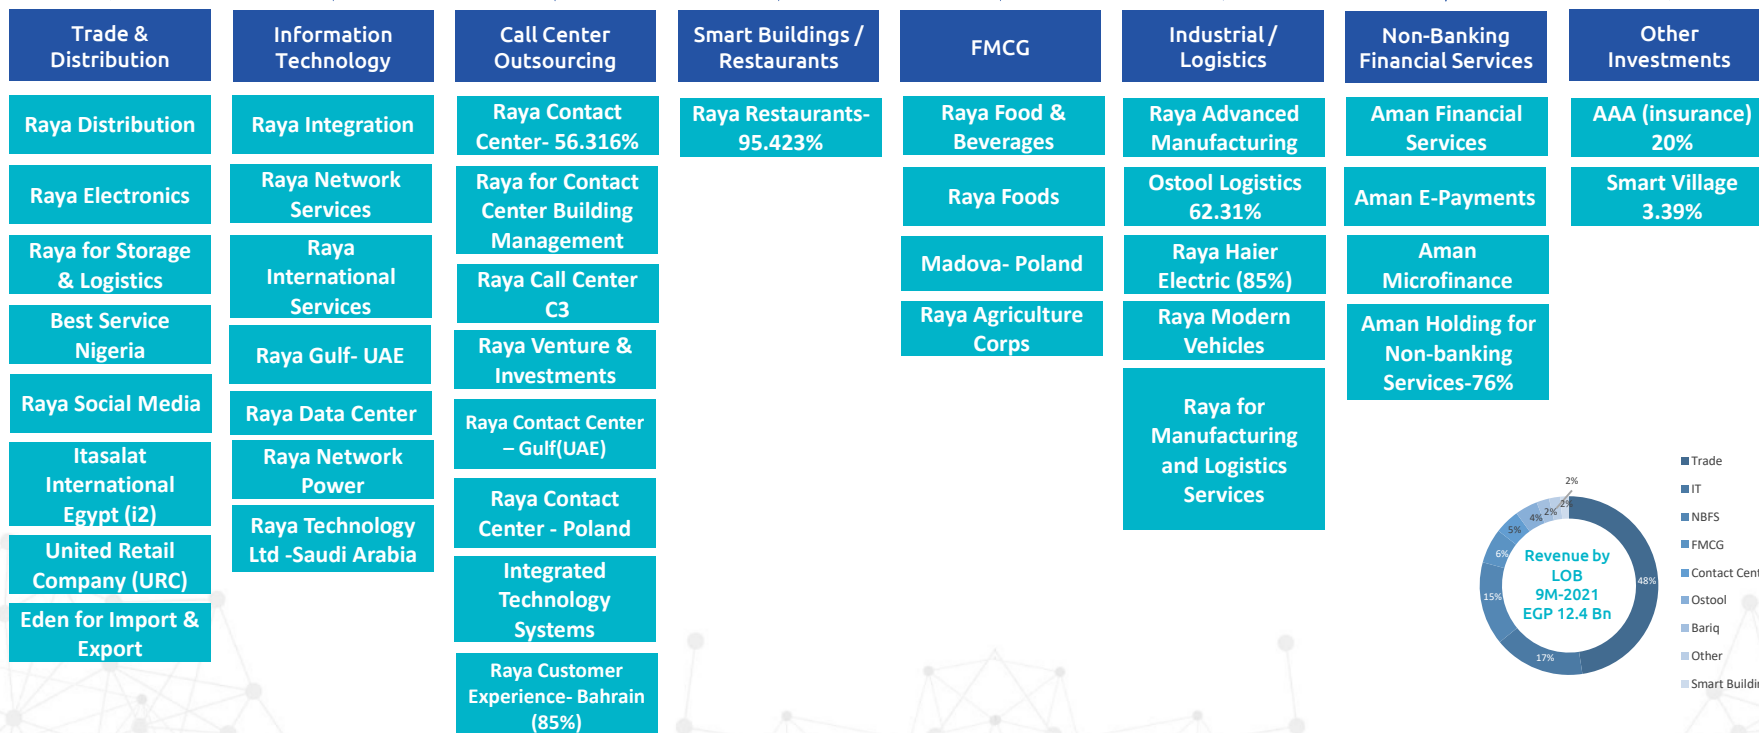 Trade &
Distribution
Information
Technology
Call Center
Outsourcing
Smart Buildings /
Restaurants
FMCG
Industrial /
Logistics
Non-Banking
Financial Services
Other
Investments
Raya Distribution
Raya Electronics
Raya for Storage
& Logistics
Best Service
Nigeria
Raya Social Media
Itasalat
International
Egypt (i2)
United Retail
Company (URC)
Eden for Import &
Export
Raya Integration
Raya Network
Services
Raya
International
Services
Raya Gulf- UAE
Raya Data Center
Raya Network
Power
Raya Technology
Ltd -Saudi Arabia
Raya Contact
Center- 56.316%
Raya for Contact
Center Building
Management
Raya Call Center
C3
Raya Venture &
Investments
Raya Contact Center
– Gulf(UAE)
Raya Contact
Center - Poland
Integrated
Technology
Systems
Raya Customer
Experience- Bahrain
(85%)
Raya Restaurants-
95.423%
Raya Food &
Beverages
Raya Foods
Madova- Poland
Raya Agriculture
Corps
Raya Advanced
Manufacturing
Ostool Logistics
62.31%
Raya Haier
Electric (85%)
Raya Modern
Vehicles
Raya for
Manufacturing
and Logistics
Services
Aman Financial
Services
Aman E-Payments
Aman
Microfinance
Aman Holding for
Non-banking
Services-76%
AAA (insurance)
20%
Smart Village
3.39%
Revenue by
LOB
9M-2021
EGP 12.4 Bn
48%
17%
15%
6%
5%
4%
2%
2%
2%
Trade
IT
NBFS
FMCG
Contact Cent
Ostool
Bariq
Other
Smart Buildin